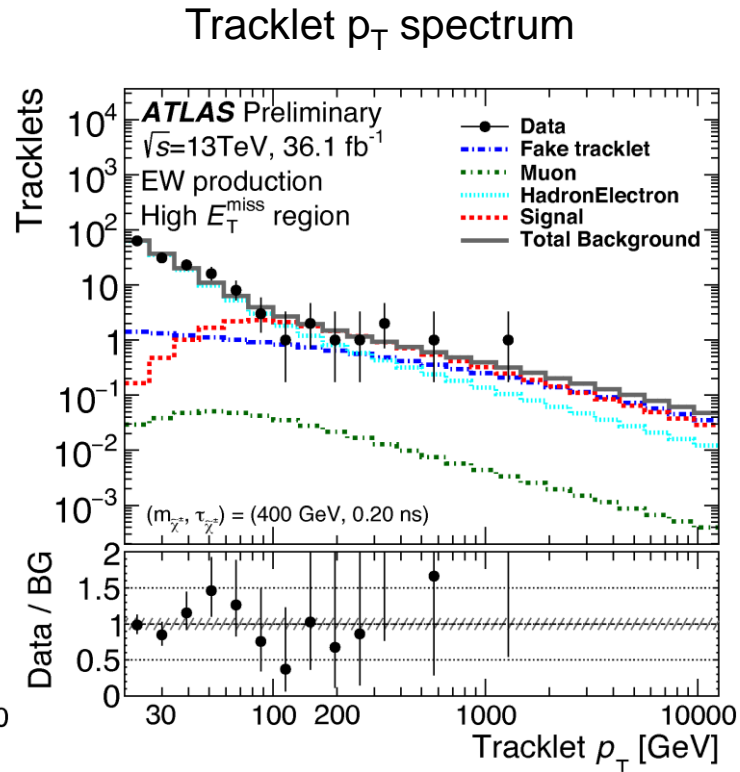 Tracklet pT spectrum
Tracklets
10⁴
10³
10²
10
1
10⁻¹
10⁻²
10⁻³
ATLAS Preliminary
√s=13TeV, 36.1 fb⁻¹
EW production
High E_T^miss region
Data
Fake tracklet
Muon
HadronElectron
Signal
Total Background
(m_χ̃±, τ_χ̃±) = (400 GeV, 0.20 ns)
Data / BG
2
1.5
1
0.5
0
30 100 200 1000 10000
Tracklet pT [GeV]
0